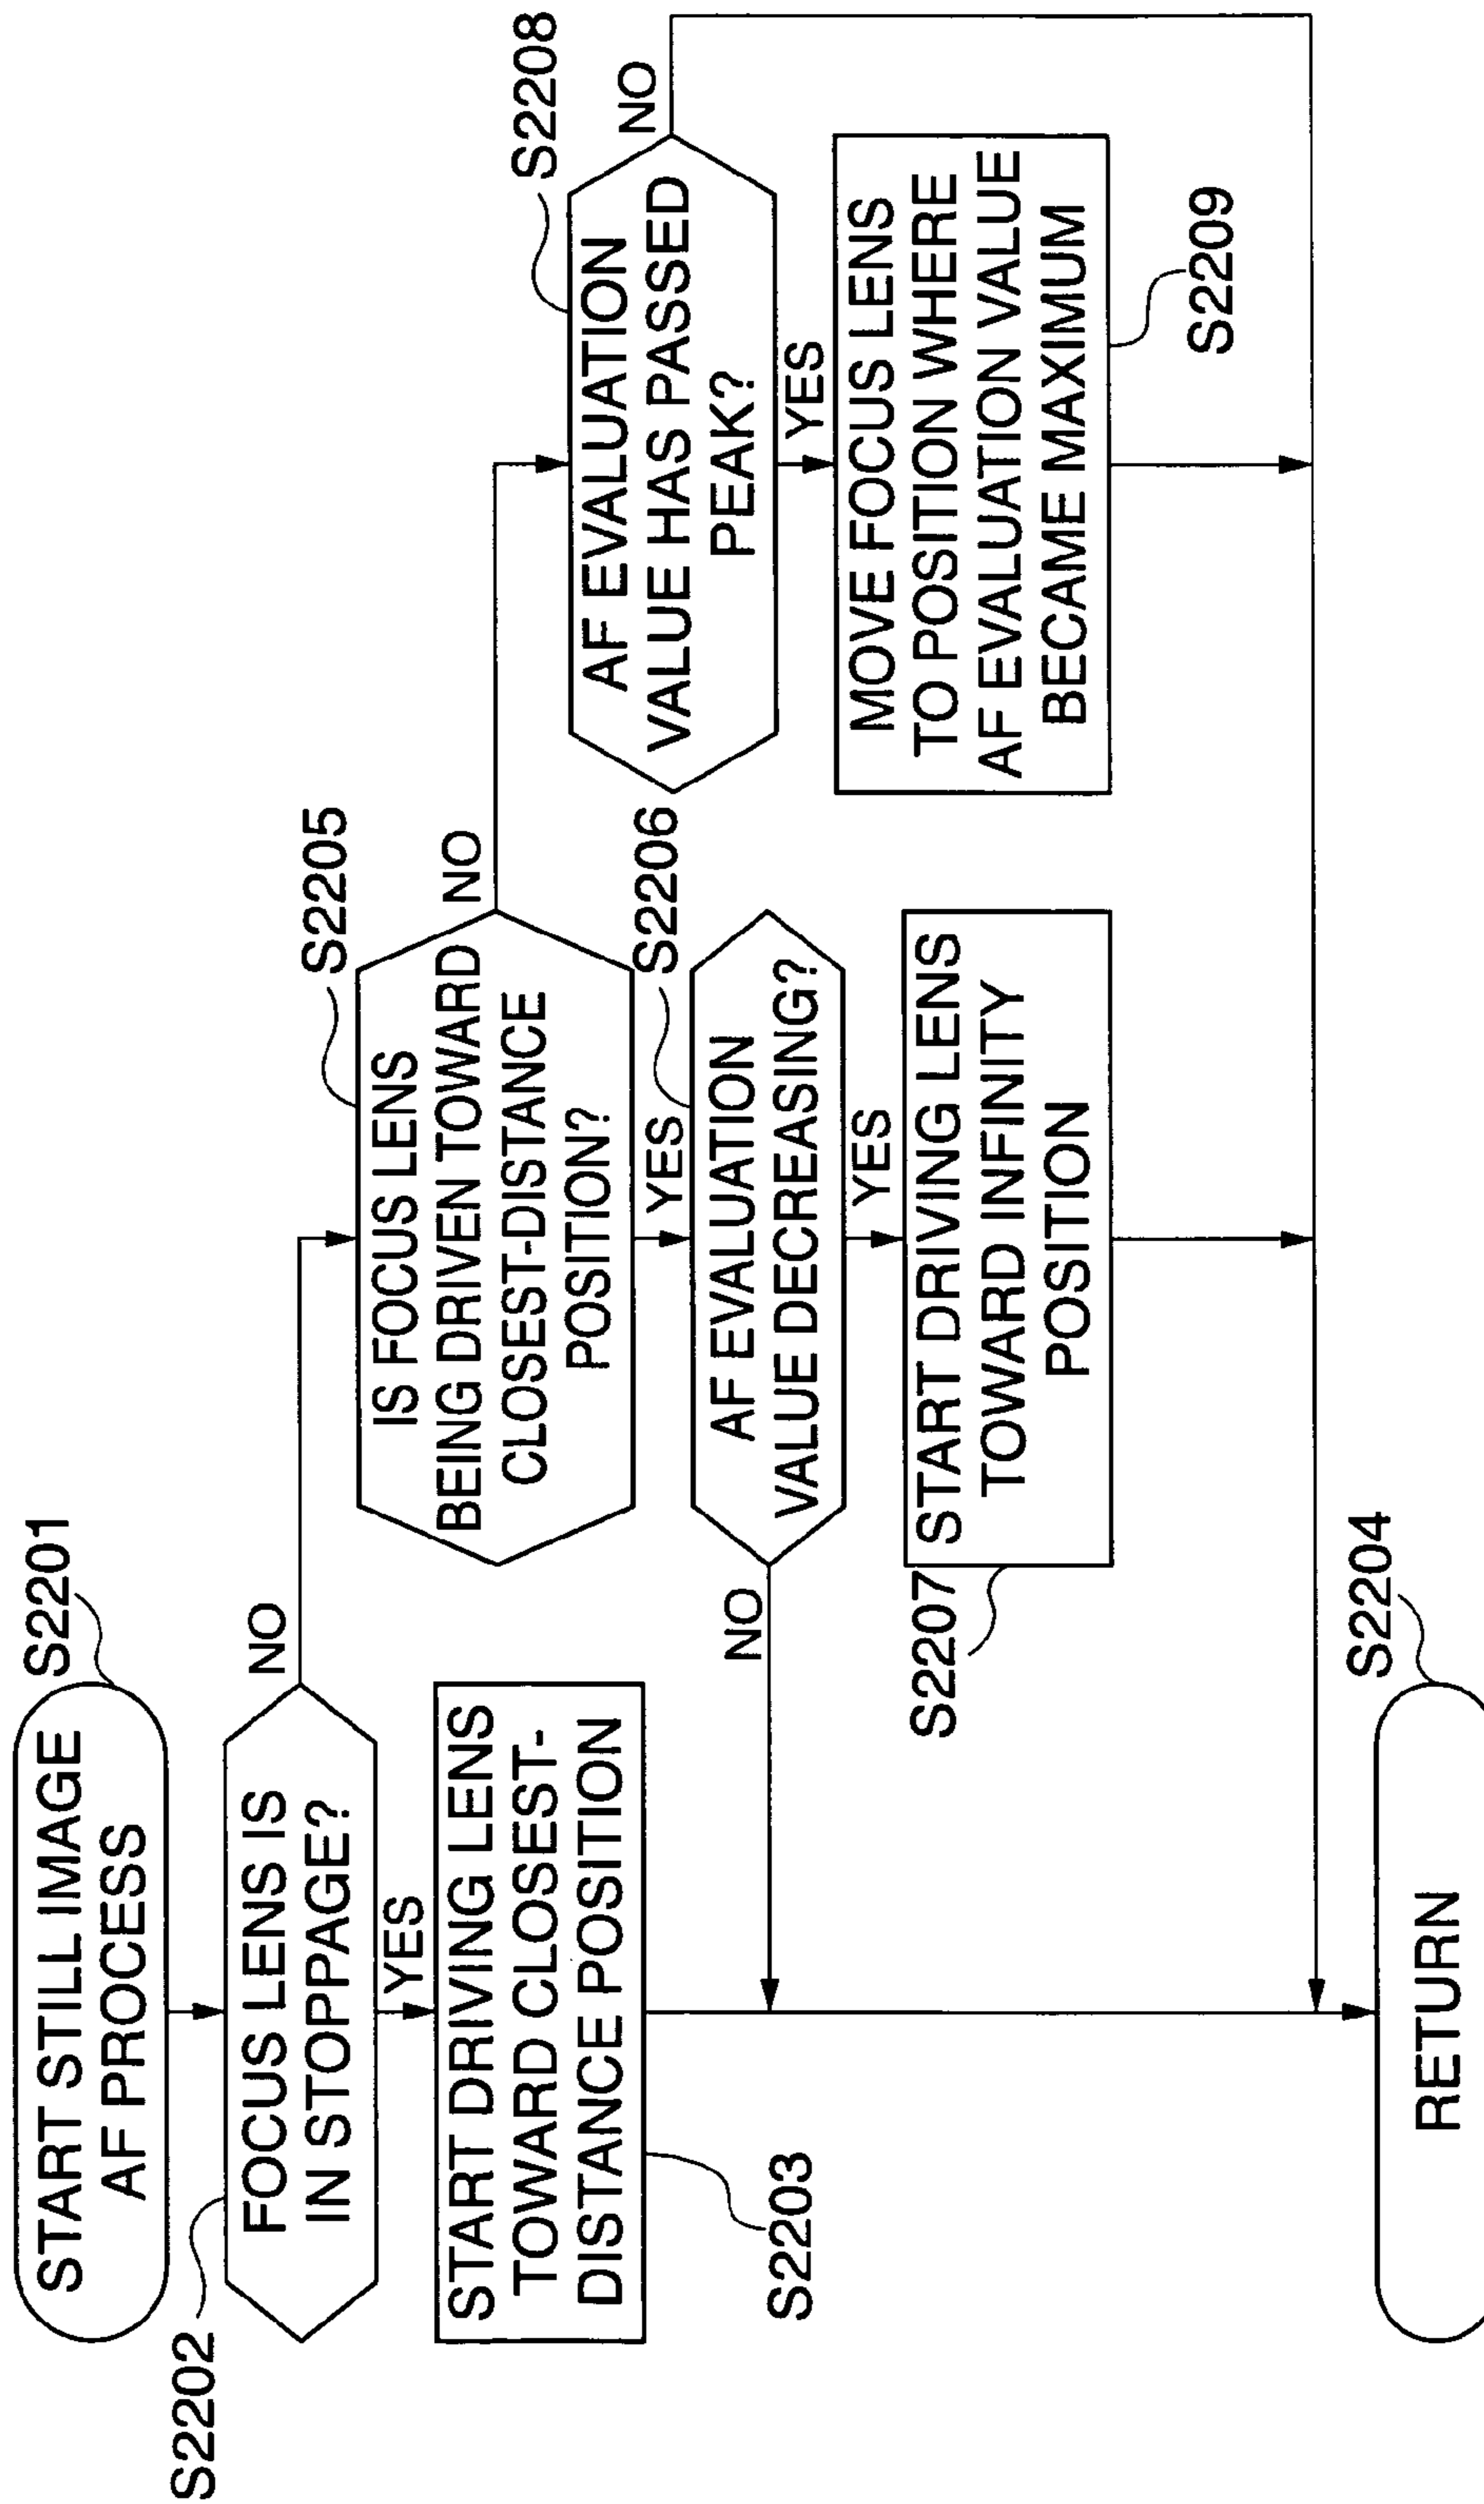 START STILL IMAGE
AF PROCESS
S2201
S2202
FOCUS LENS IS
IN STOPPAGE?
NO
YES
START DRIVING LENS
TOWARD CLOSEST-
DISTANCE POSITION
S2203
S2205
IS FOCUS LENS
BEING DRIVEN TOWARD
CLOSEST-DISTANCE
POSITION?
NO
YES
S2206
AF EVALUATION
VALUE DECREASING?
NO
YES
START DRIVING LENS
TOWARD INFINITY
POSITION
S2207
S2208
AF EVALUATION
VALUE HAS PASSED
PEAK?
NO
YES
MOVE FOCUS LENS
TO POSITION WHERE
AF EVALUATION VALUE
BECAME MAXIMUM
S2209
S2204
RETURN